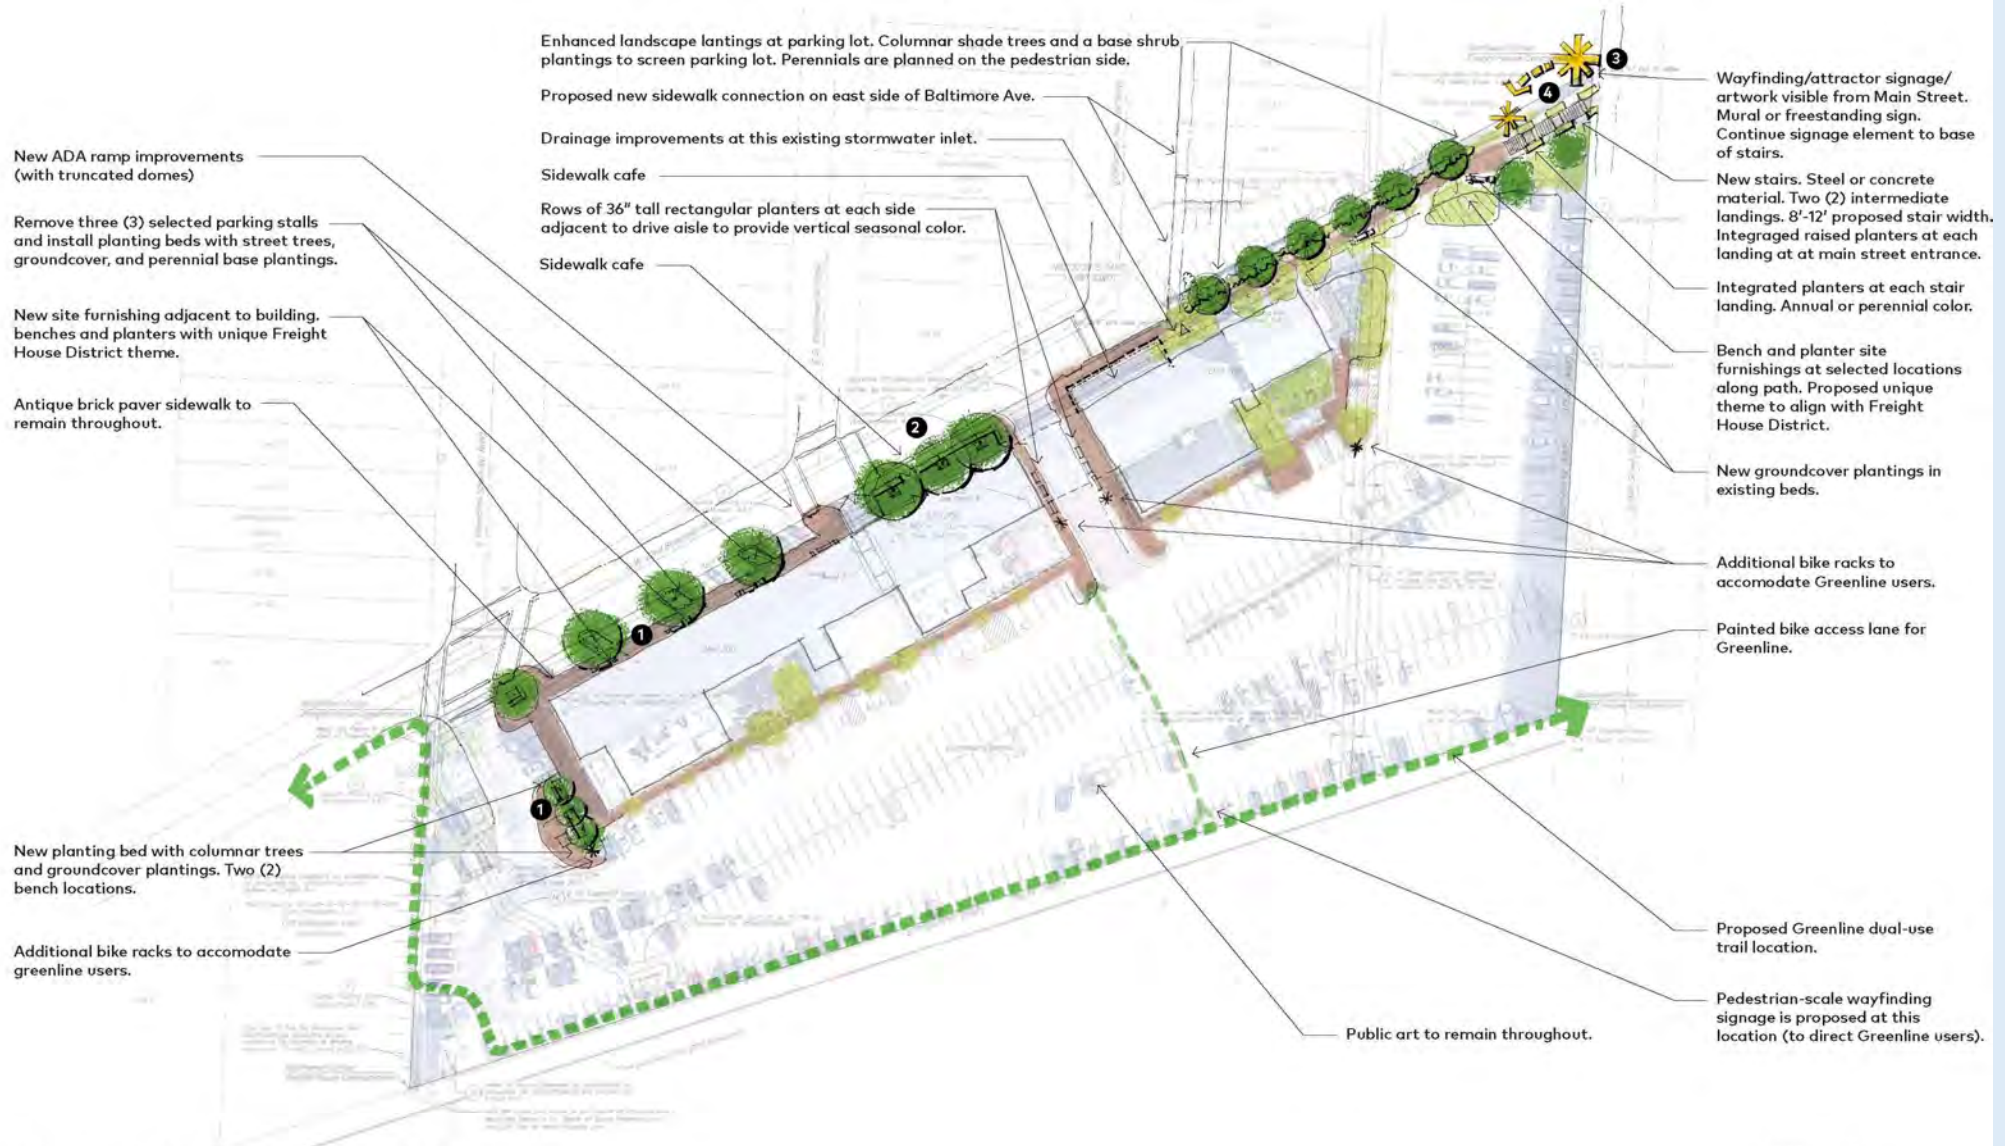 Enhanced landscape lantings at parking lot. Columnar shade trees and a base shrub
plantings to screen parking lot. Perennials are planned on the pedestrian side.
Proposed new sidewalk connection on east side of Baltimore Ave.
Drainage improvements at this existing stormwater inlet.
Sidewalk cafe
Rows of 36" tall rectangular planters at each side
adjacent to drive aisle to provide vertical seasonal color.
Sidewalk cafe
New ADA ramp improvements
(with truncated domes)
Remove three (3) selected parking stalls
and install planting beds with street trees,
groundcover, and perennial base plantings.
New site furnishing adjacent to building.
benches and planters with unique Freight
House District theme.
Antique brick paver sidewalk to
remain throughout.
New planting bed with columnar trees
and groundcover plantings. Two (2)
bench locations.
Additional bike racks to accomodate
greenline users.
1
1
2
3
4
Wayfinding/attractor signage/
artwork visible from Main Street.
Mural or freestanding sign.
Continue signage element to base
of stairs.
New stairs. Steel or concrete
material. Two (2) intermediate
landings. 8'-12' proposed stair width.
Integraged raised planters at each
landing at at main street entrance.
Integrated planters at each stair
landing. Annual or perennial color.
Bench and planter site
furnishings at selected locations
along path. Proposed unique
theme to align with Freight
House District.
New groundcover plantings in
existing beds.
Additional bike racks to
accomodate Greenline users.
Painted bike access lane for
Greenline.
Proposed Greenline dual-use
trail location.
Pedestrian-scale wayfinding
signage is proposed at this
location (to direct Greenline users).
Public art to remain throughout.